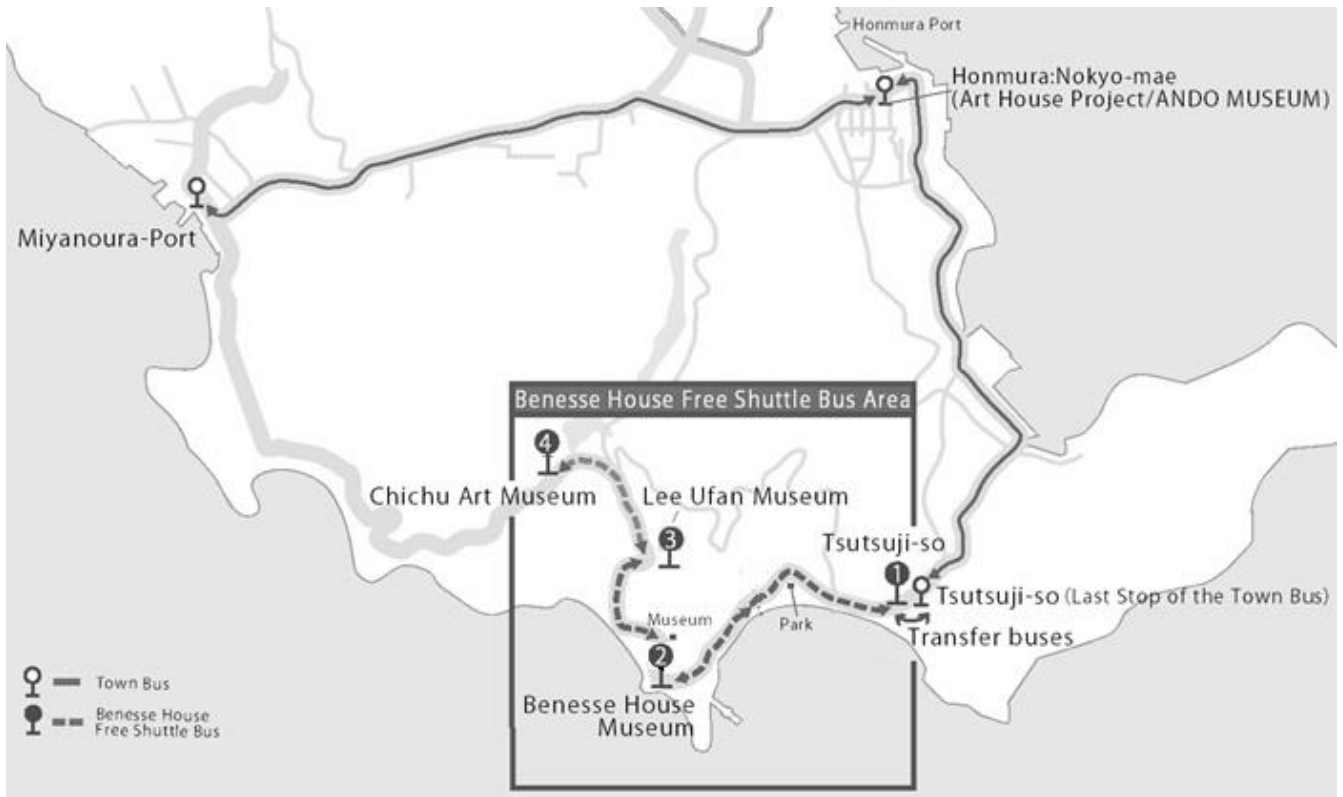 Honmura Port
Honmura:Nokyo-mae
(Art House Project/ANDO MUSEUM)
Miyanoura-Port
Benesse House Free Shuttle Bus Area
4
Chichu Art Museum
Lee Ufan Museum
3
Tsutsuji-so
1
Tsutsuji-so (Last Stop of the Town Bus)
Transfer buses
Museum
Park
2
Benesse House
Museum
Town Bus
Benesse House
Free Shuttle Bus